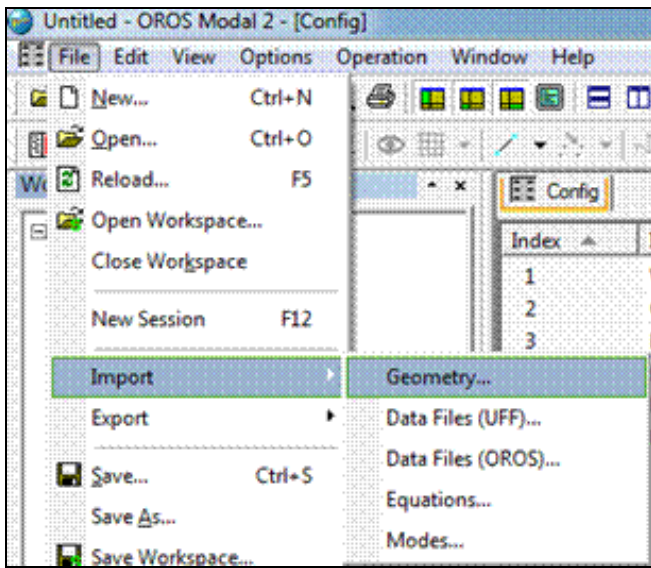 Untitled - OROS Modal 2 - [Config]
File Edit View Options Operation Window Help
New... Ctrl+N
Open... Ctrl+O
Reload... F5
Open Workspace...
Close Workspace
New Session F12
Import
Export
Save... Ctrl+S
Save As...
Save Workspace...
Geometry...
Data Files (UFF)...
Data Files (OROS)...
Equations...
Modes...
Config
Index
1
2
3